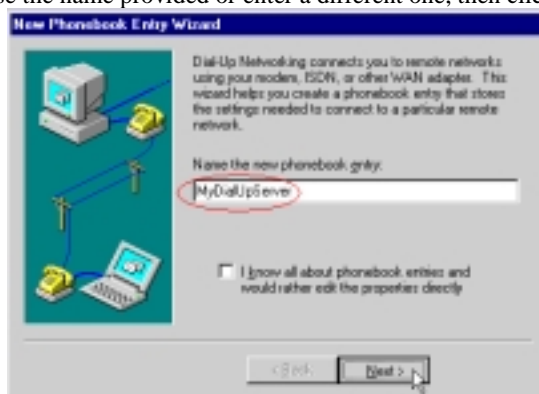 se the name provided or enter a different one, then clic
New Phonebook Entry Wizard
Dial-Up Networking connects you to remote networks
using your modem, ISDN, or other WAN adapter. This
wizard helps you create a phonebook entry that stores
the settings needed to connect to a particular remote
network.
Name the new phonebook entry:
MyDialUpServer
I know all about phonebook entries and
would rather edit the properties directly
< Back
Next >